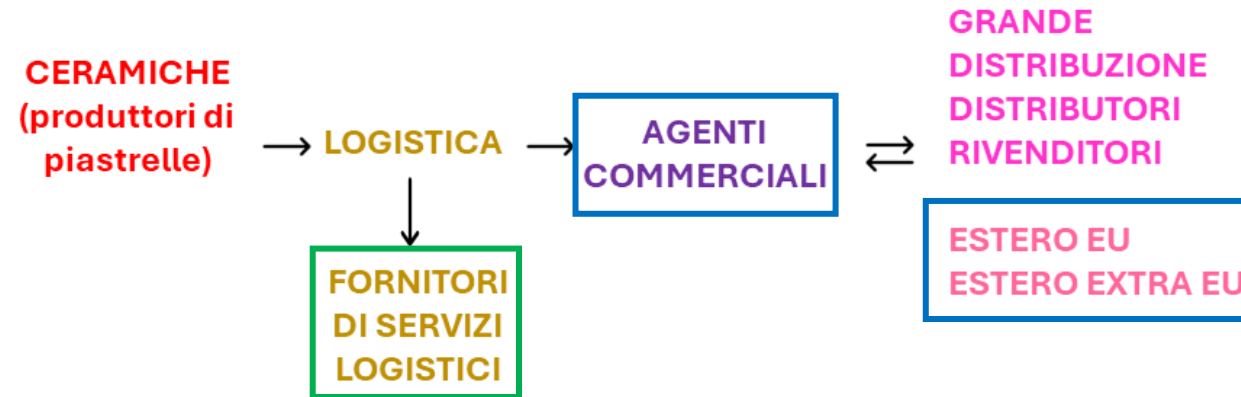 CERAMICHE
(produttori di
piastrelle)
LOGISTICA
FORNITORI
DI SERVIZI
LOGISTICI
AGENTI
COMMERCIALI
GRANDE
DISTRIBUZIONE
DISTRIBUTORI
RIVENDITORI
ESTERO EU
ESTERO EXTRA EU